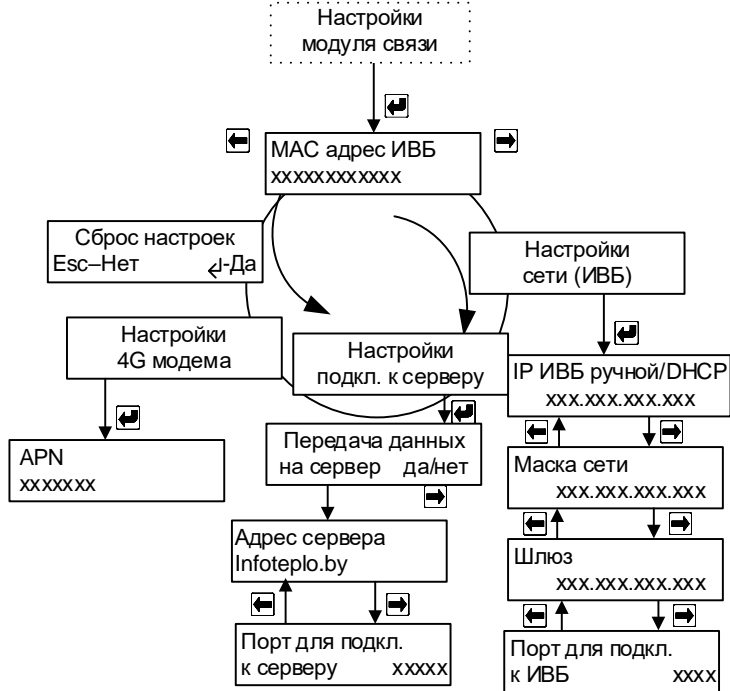 Настройки
модуля связи
МАС адрес ИВБ
xxxxxxxxxxxx
Сброс настроек
Esc–Нет ↵-Да
Настройки
сети (ИВБ)
Настройки
4G модема
Настройки
подкл. к серверу
IP ИВБ ручной/DHCP
xxx.xxx.xxx.xxx
APN
xxxxxxx
Передача данных
на сервер да/нет
Маска сети
xxx.xxx.xxx.xxx
Адрес сервера
Infoteplo.by
Шлюз
xxx.xxx.xxx.xxx
Порт для подкл.
к серверу xxxxx
Порт для подкл.
к ИВБ xxxx